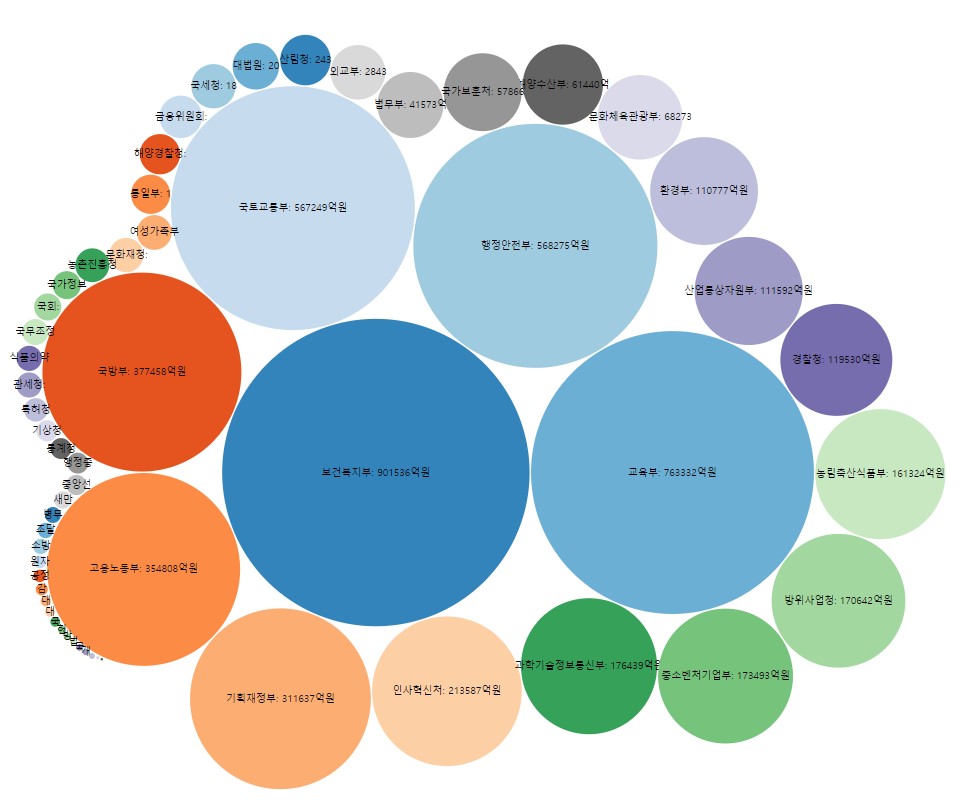 산림청: 243
대법원: 20
외교부: 2843
국세청: 18
국가보훈처: 57866
해양수산부: 61440억
법무부: 41573억
금융위원회:
문화체육관광부: 68273
해양경찰청:
통일부: 1
환경부: 110777억원
국토교통부: 567249억원
여성가족부
행정안전부: 568275억원
문화재청:
농촌진흥청
국가정보
산업통상자원부: 111592억원
국회:
국무조정
식품의약
경찰청: 119530억원
국방부: 377458억원
관세청:
특허청
기상청
통계청
행정중
보건복지부: 901536억원
교육부: 763332억원
농림축산식품부: 161324억원
중앙선
새만
병무
조달
소방
원자
공정
고용노동부: 354808억원
감
대
대
방위사업청: 170642억원
과학기술정보통신부: 176439억원
중소벤처기업부: 173493억원
인사혁신처: 213587억원
기획재정부: 311637억원